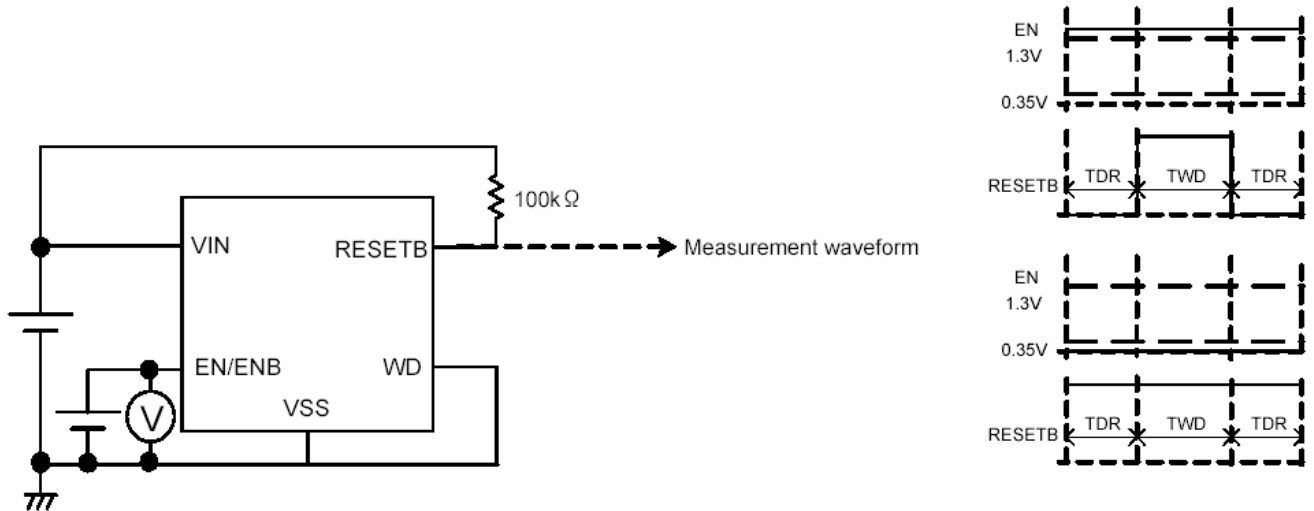 100kΩ
VIN
RESETB
Measurement waveform
EN/ENB
WD
V
VSS
EN
1.3V
0.35V
RESETB
TDR
TWD
TDR
EN
1.3V
0.35V
RESETB
TDR
TWD
TDR